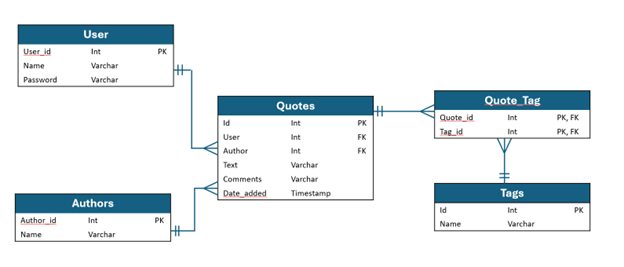 User
User_id Int PK
Name Varchar
Password Varchar
Quotes
Id Int PK
User Int FK
Author Int FK
Text Varchar
Comments Varchar
Date_added Timestamp
Quote_Tag
Quote_id Int PK, FK
Tag_id Int PK, FK
Authors
Author_id Int PK
Name Varchar
Tags
Id Int PK
Name Varchar